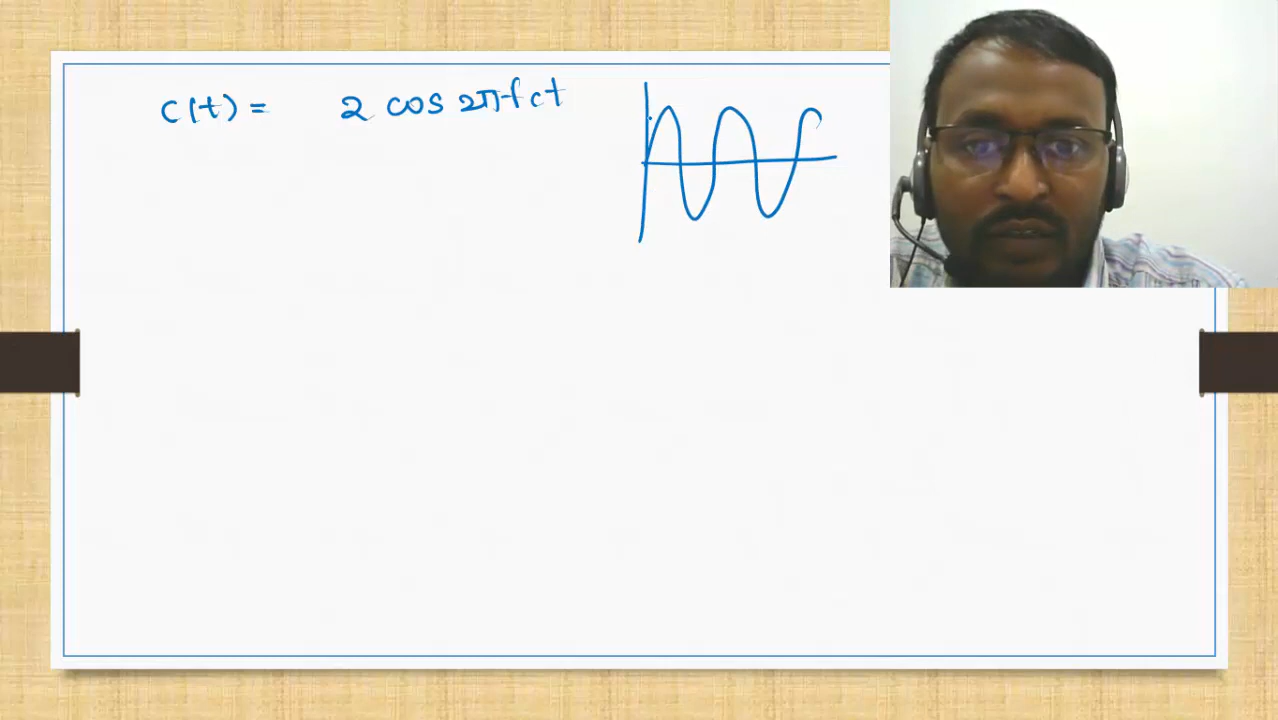 c(t) = 2 cos 2πfct